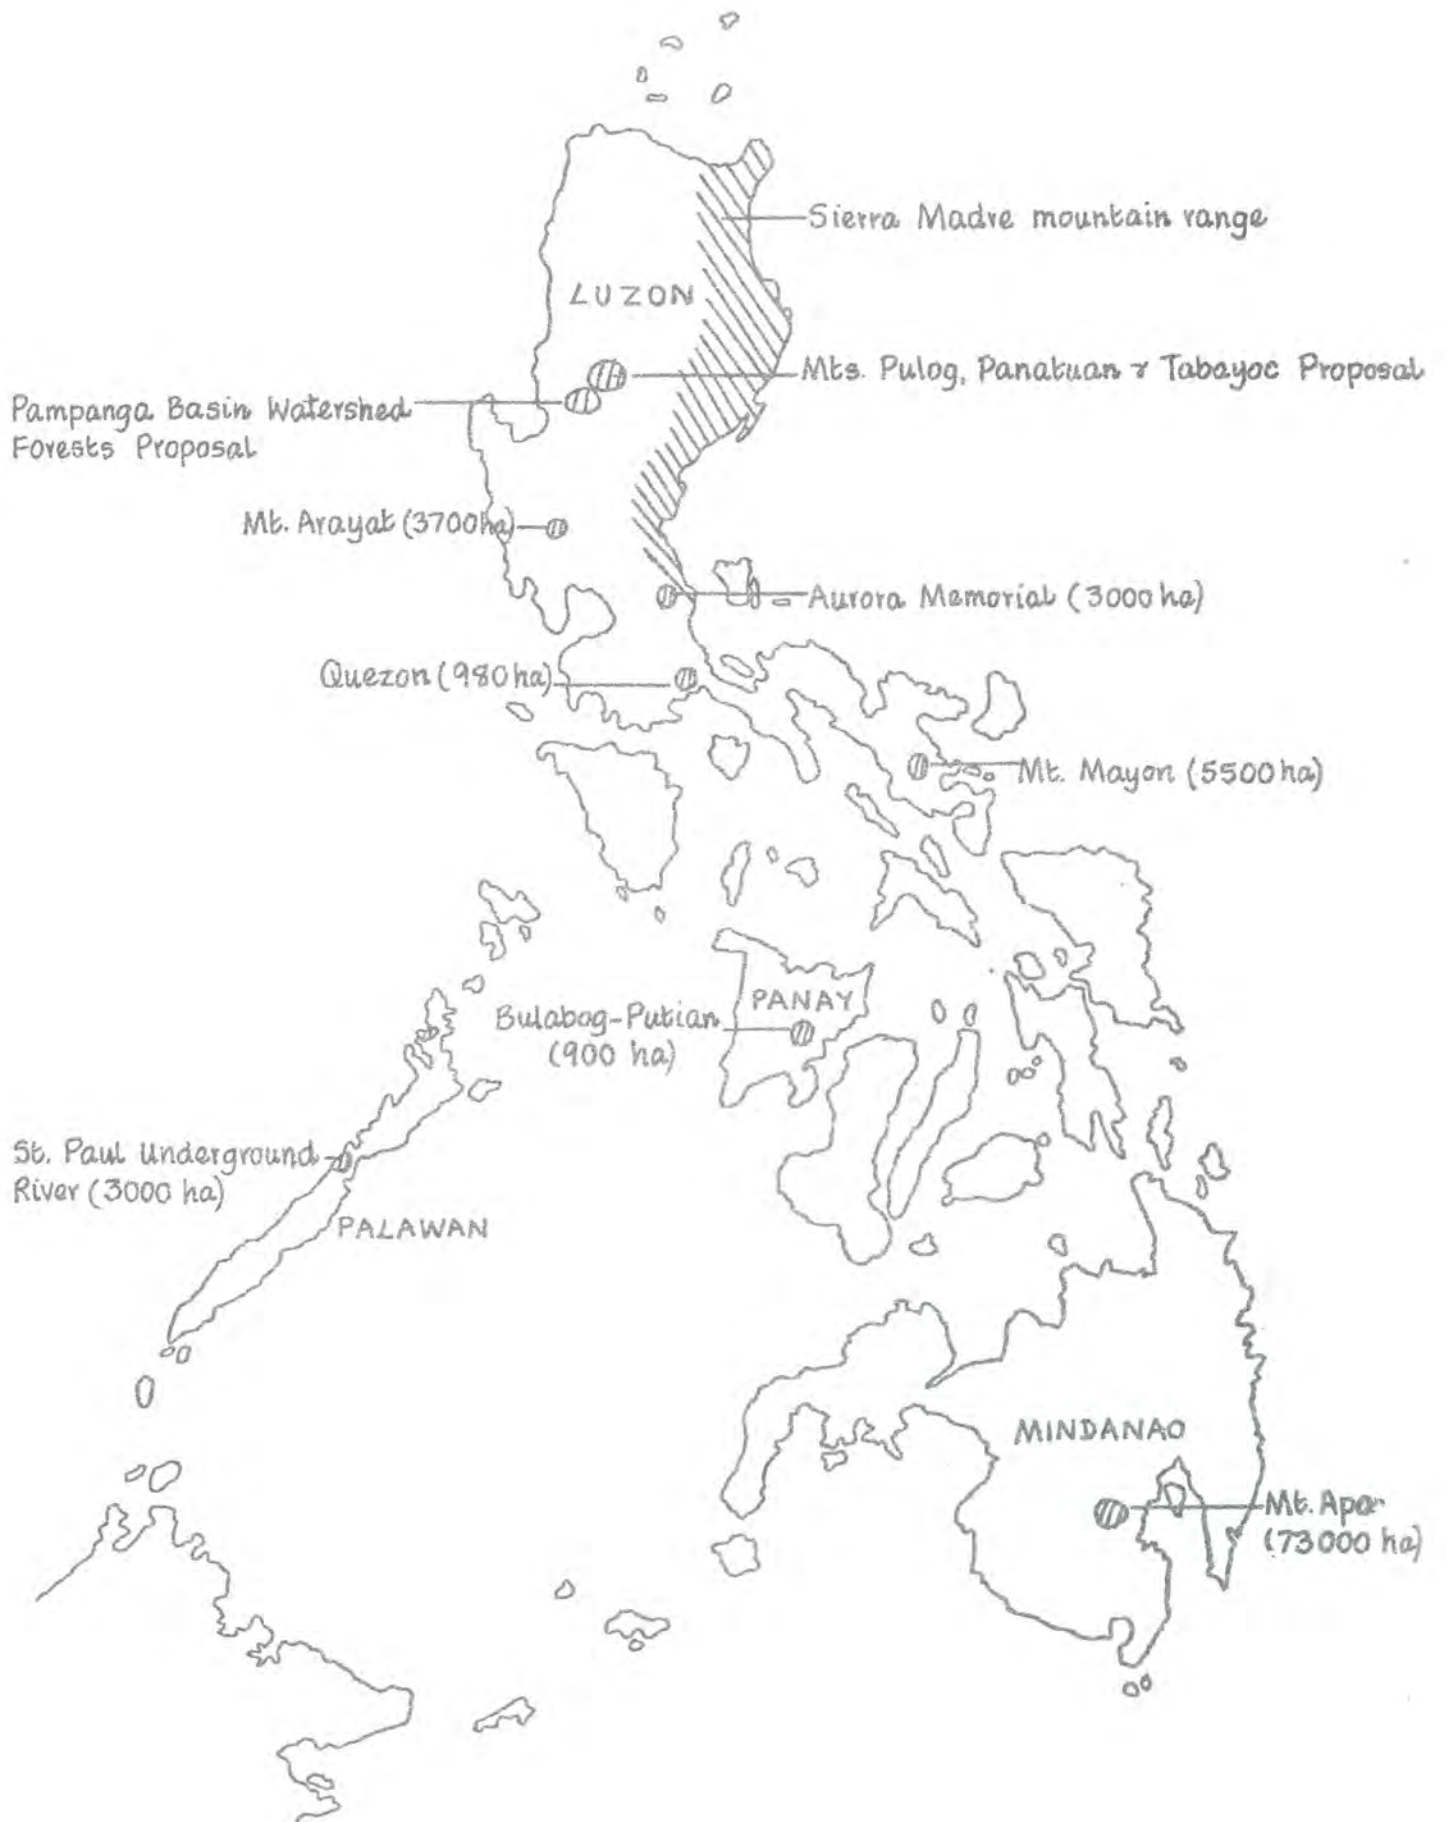 Sierra Madre mountain range
LUZON
Mts. Pulog, Panatuan & Tabayoc Proposal
Pampanga Basin Watershed
Forests Proposal
Mt. Arayat (3700ha)
Aurora Memorial (3000 ha)
Quezon (980 ha)
Mt. Mayon (5500 ha)
PANAY
Bulabog-Putian
(900 ha)
St. Paul Underground
River (3000 ha)
PALAWAN
MINDANAO
Mt. Apo
(73000 ha)